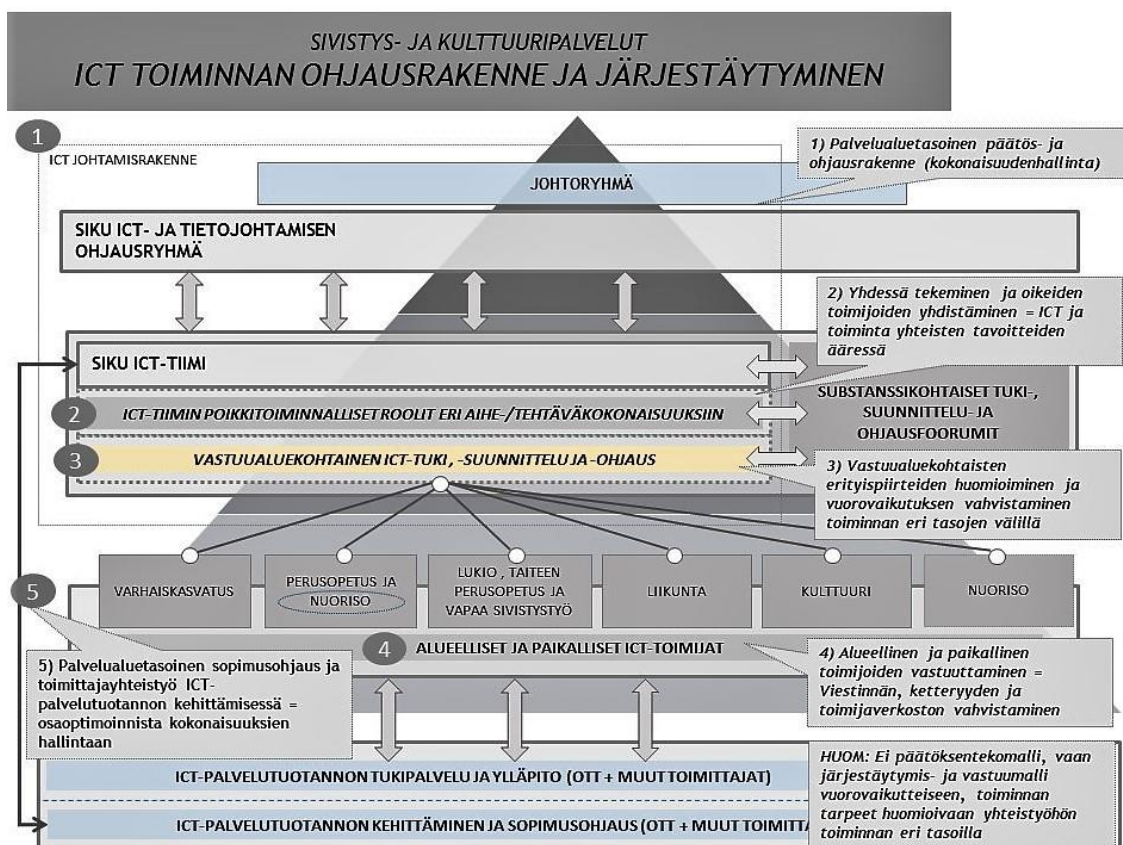 SIVISTYS- JA KULTTUURIPALVELUT
ICT TOIMINNAN OHJAUSRAKENNE JA JÄRJESTÄYTYMINEN
1
ICT JOHTAMISRAKENNE
1) Palvelualuetasoinen päätös- ja
ohjausrakenne (kokonaisuudenhallinta)
JOHTORYHMÄ
SIKU ICT- JA TIETOJOHTAMISEN
OHJAUSRYHMÄ
2) Yhdessä tekeminen ja oikeiden
toimijoiden yhdistäminen = ICT ja
toiminta yhteisten tavoitteiden
ääressä
SIKU ICT-TIIMI
SUBSTANSSIKOHTAISET TUKI-,
SUUNNITTELU- JA
OHJAUSFOORUMIT
2
ICT-TIIMIN POIKKITOIMINNALLISET ROOLIT ERI AIHE-/TEHTÄVÄKOKONAISUUKSIIN
3
VASTUUALUEKOHTAINEN ICT-TUKI, -SUUNNITTELU JA -OHJAUS
3) Vastuualuekohtaisten
erityispiirteiden huomioiminen ja
vuorovaikutuksen vahvistaminen
toiminnan eri tasojen välillä
VARHAISKASVATUS
PERUSOPETUS JA
NUORISO
LUKIO , TAITEEN
PERUSOPETUS JA
VAPAA SIVISTYSTYÖ
LIIKUNTA
KULTTUURI
NUORISO
5
4
ALUEELLISET JA PAIKALLISET ICT-TOIMIJAT
5) Palvelualuetasoinen sopimusohjaus ja
toimittajayhteistyö ICT-
palvelutuotannon kehittämisessä =
osaoptimoinnista kokonaisuuksien
hallintaan
4) Alueellinen ja paikallinen
toimijoiden vastuuttaminen =
Viestinnän, ketteryyden ja
toimijaverkoston vahvistaminen
ICT-PALVELUTUOTANNON TUKIPALVELU JA YLLÄPITO (OTT + MUUT TOIMITTAJAT)
ICT-PALVELUTUOTANNON KEHITTÄMINEN JA SOPIMUSOHJAUS (OTT + MUUT TOIMITTA
HUOM: Ei päätöksentekomalli, vaan
järjestäytymis- ja vastuumalli
vuorovaikutteiseen, toiminnan
tarpeet huomioivaan yhteistyöhön
toiminnan eri tasoilla